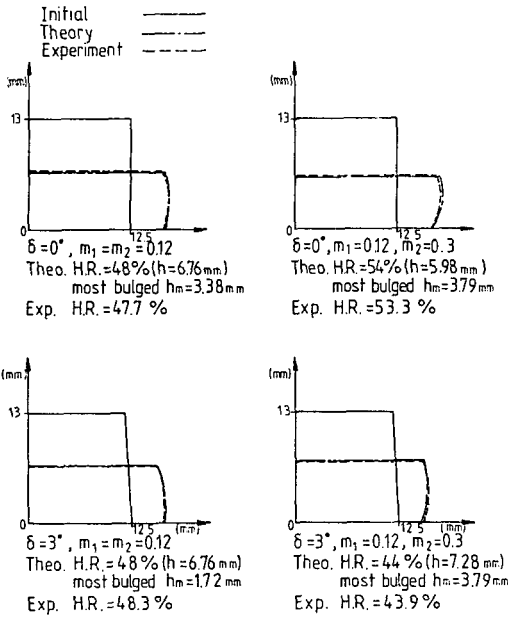 Initial
Theory
Experiment
(mm)
13
0
12.5
δ=0°, m₁=m₂=0.12
Theo. H.R.=48%(h=6.76mm)
most bulged hm=3.38mm
Exp. H.R.=47.7 %
(mm)
13
0
12.5
δ=0°, m₁=0.12, m₂=0.3
Theo. H.R.=54%(h=5.98mm)
most bulged hm=3.79mm
Exp. H.R.=53.3 %
(mm)
13
0
12.5 (mm)
δ=3°, m₁=m₂=0.12
Theo. H.R.=48%(h=6.76mm)
most bulged hm=1.72mm
Exp. H.R.=48.3%
(mm)
13
0
12.5 (mm)
δ=3°, m₁=0.12, m₂=0.3
Theo. H.R.=44%(h=7.28mm)
most bulged hm=3.79mm
Exp. H.R.=43.9%